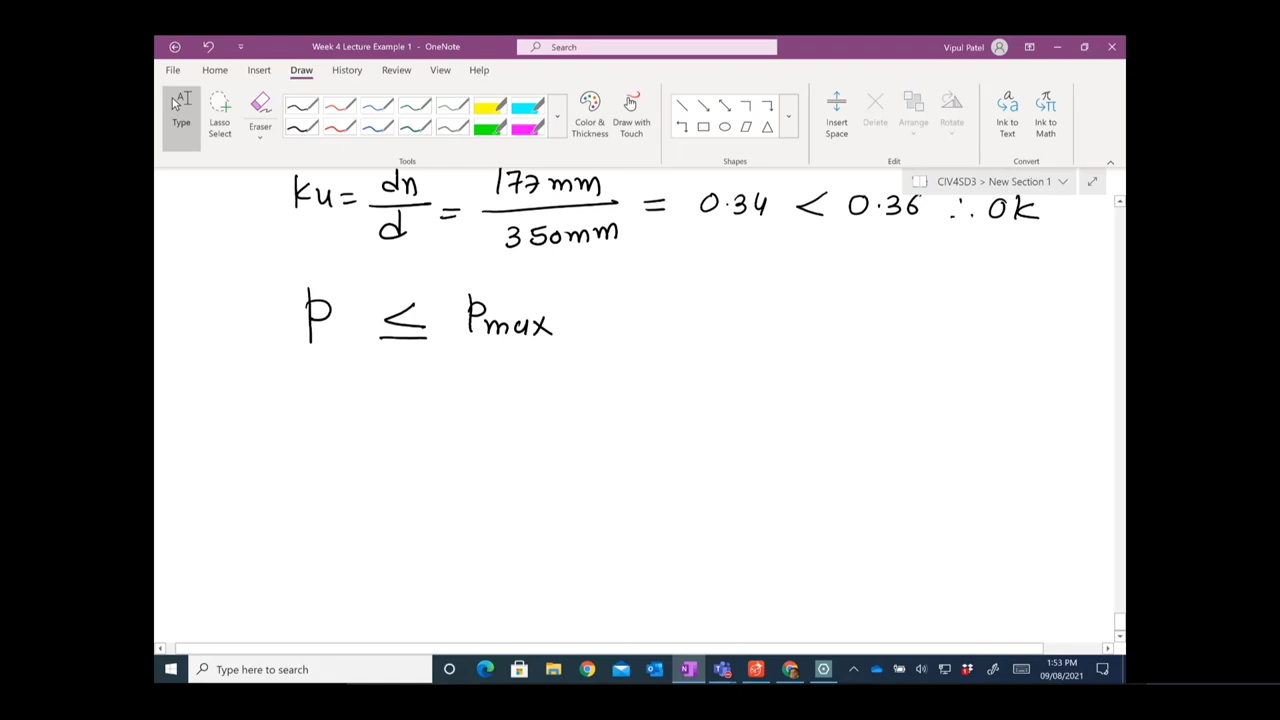 Week 4 Lecture Example 1 - OneNote
Search
Vipul Patel
File Home Insert Draw History Review View Help
Type
Lasso Select
Eraser
Color & Thickness
Draw with Touch
Insert Space
Delete
Arrange
Rotate
Ink to Text
Ink to Math
Tools
Shapes
Edit
Convert
CIV4SD3 > New Section 1
ku = dn/d = 177mm/350mm = 0.34 < 0.36 ∴ OK
P ≤ Pmax
Type here to search
1:53 PM
09/08/2021